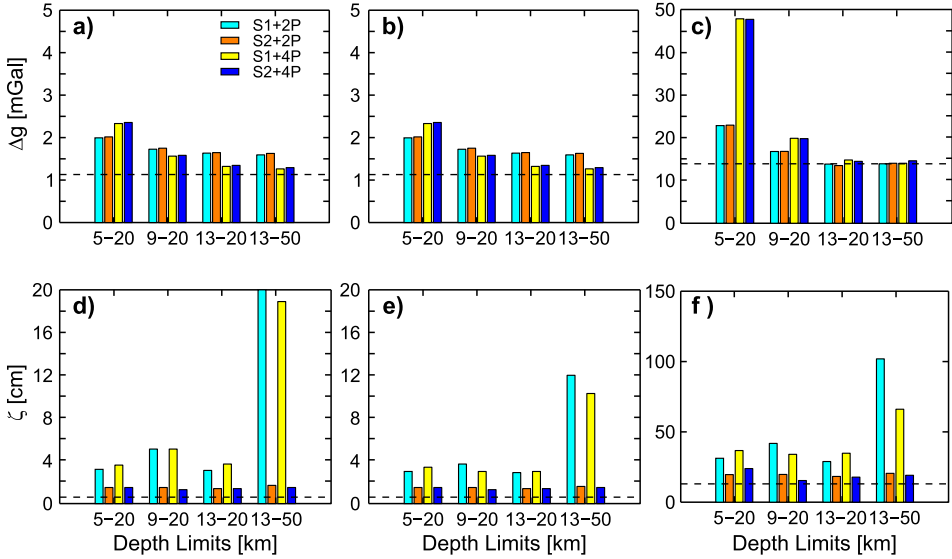 a) b) c)
S1+2P
S2+2P
S1+4P
S2+4P
Δg [mGal]
5 4 3 2 1 0
5 4 3 2 1 0
50 40 30 20 10 0
5−20 9−20 13−20 13−50
5−20 9−20 13−20 13−50
5−20 9−20 13−20 13−50
d) e) f )
ζ [cm]
20 16 12 8 4 0
20 16 12 8 4 0
150 100 50 0
5−20 9−20 13−20 13−50
5−20 9−20 13−20 13−50
5−20 9−20 13−20 13−50
Depth Limits [km] Depth Limits [km] Depth Limits [km]